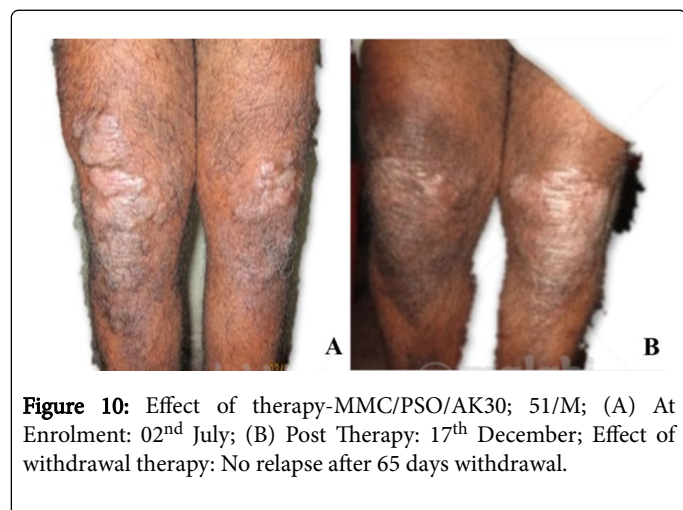 A B
Figure 10: Effect of therapy-MMC/PSO/AK30; 51/M; (A) At
Enrolment: 02nd July; (B) Post Therapy: 17th December; Effect of
withdrawal therapy: No relapse after 65 days withdrawal.